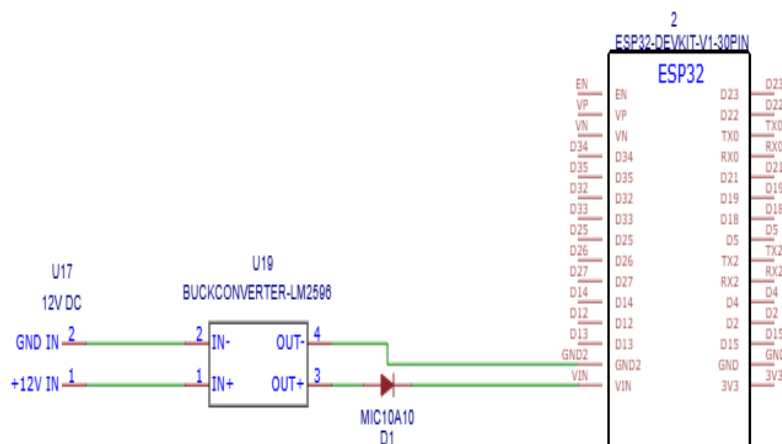 2
ESP32-DEVKIT-V1-30PIN
ESP32
EN EN D23 D23
VP VP D22 D22
VN VN TX0 TX0
D34 D34 RX0 RX0
D35 D35 D21 D21
D32 D32 D19 D19
D33 D33 D18 D18
D25 D25 D5 D5
D26 D26 TX2 TX2
D27 D27 RX2 RX2
D14 D14 D4 D4
D12 D12 D2 D2
D13 D13 D15 D15
GND2 GND2 GND GND
VIN VIN 3V3 3V3
U17
12V DC
GND IN 2
+12V IN 1
U19
BUCKCONVERTER-LM2596
2 IN- OUT- 4
1 IN+ OUT+ 3
MIC10A10
D1